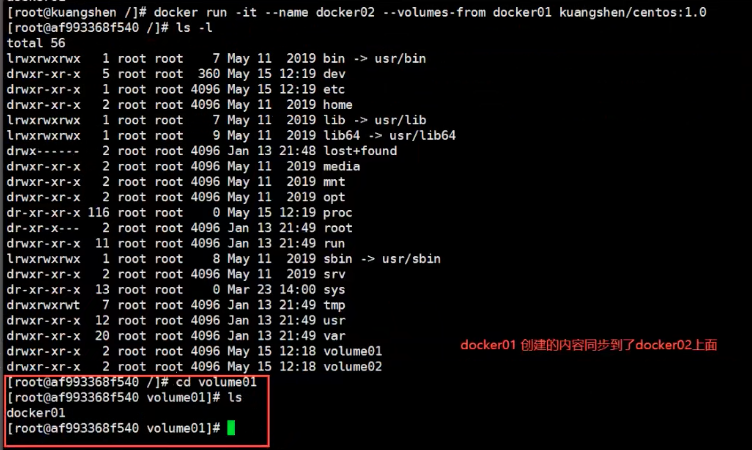 [root@kuangshen /]# docker run -it --name docker02 --volumes-from docker01 kuangshen/centos:1.0
[root@af993368f540 /]# ls -l
total 56
lrwxrwxrwx   1 root root    7 May 11  2019 bin -> usr/bin
drwxr-xr-x   5 root root  360 May 15 12:19 dev
drwxr-xr-x   1 root root 4096 May 15 12:19 etc
drwxr-xr-x   2 root root 4096 May 11  2019 home
lrwxrwxrwx   1 root root    7 May 11  2019 lib -> usr/lib
lrwxrwxrwx   1 root root    9 May 11  2019 lib64 -> usr/lib64
drwx------   2 root root 4096 Jan 13 21:48 lost+found
drwxr-xr-x   2 root root 4096 May 11  2019 media
drwxr-xr-x   2 root root 4096 May 11  2019 mnt
drwxr-xr-x   2 root root 4096 May 11  2019 opt
dr-xr-xr-x 116 root root    0 May 15 12:19 proc
dr-xr-x---   2 root root 4096 Jan 13 21:49 root
drwxr-xr-x  11 root root 4096 Jan 13 21:49 run
lrwxrwxrwx   1 root root    8 May 11  2019 sbin -> usr/sbin
drwxr-xr-x   2 root root 4096 May 11  2019 srv
dr-xr-xr-x  13 root root    0 Mar 23 14:00 sys
drwxrwxrwt   7 root root 4096 Jan 13 21:49 tmp
drwxr-xr-x  12 root root 4096 Jan 13 21:49 usr
drwxr-xr-x  20 root root 4096 Jan 13 21:49 var
drwxr-xr-x   2 root root 4096 May 15 12:18 volume01
drwxr-xr-x   2 root root 4096 May 15 12:18 volume02
docker01 创建的内容同步到了docker02上面
[root@af993368f540 /]# cd volume01
[root@af993368f540 volume01]# ls
docker01
[root@af993368f540 volume01]#